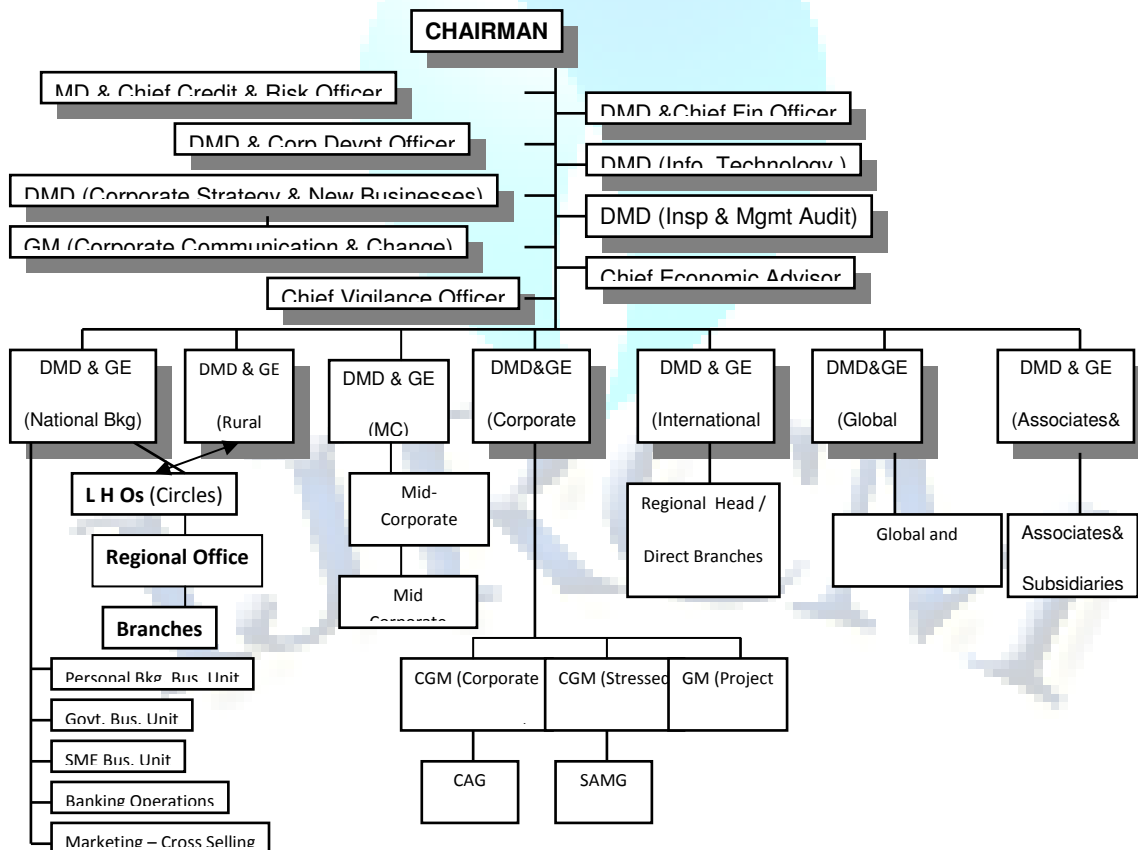 CHAIRMAN
MD & Chief Credit & Risk Officer
DMD &Chief Fin Officer
DMD & Corp Devpt Officer
DMD (Info. Technology )
DMD (Corporate Strategy & New Businesses)
DMD (Insp & Mgmt Audit)
GM (Corporate Communication & Change)
Chief Economic Advisor
Chief Vigilance Officer
DMD & GE
(National Bkg)
DMD & GE
(Rural
DMD & GE
(MC)
DMD&GE
(Corporate
DMD & GE
(International
DMD&GE
(Global
DMD & GE
(Associates&
L H Os (Circles)
Regional Office
Branches
Mid-
Corporate
Mid
Corporate
Regional Head /
Direct Branches
Global and
Associates&
Subsidiaries
Personal Bkg. Bus. Unit
Govt. Bus. Unit
SME Bus. Unit
Banking Operations
Marketing – Cross Selling
CGM (Corporate
CGM (Stressed
GM (Project
CAG
SAMG